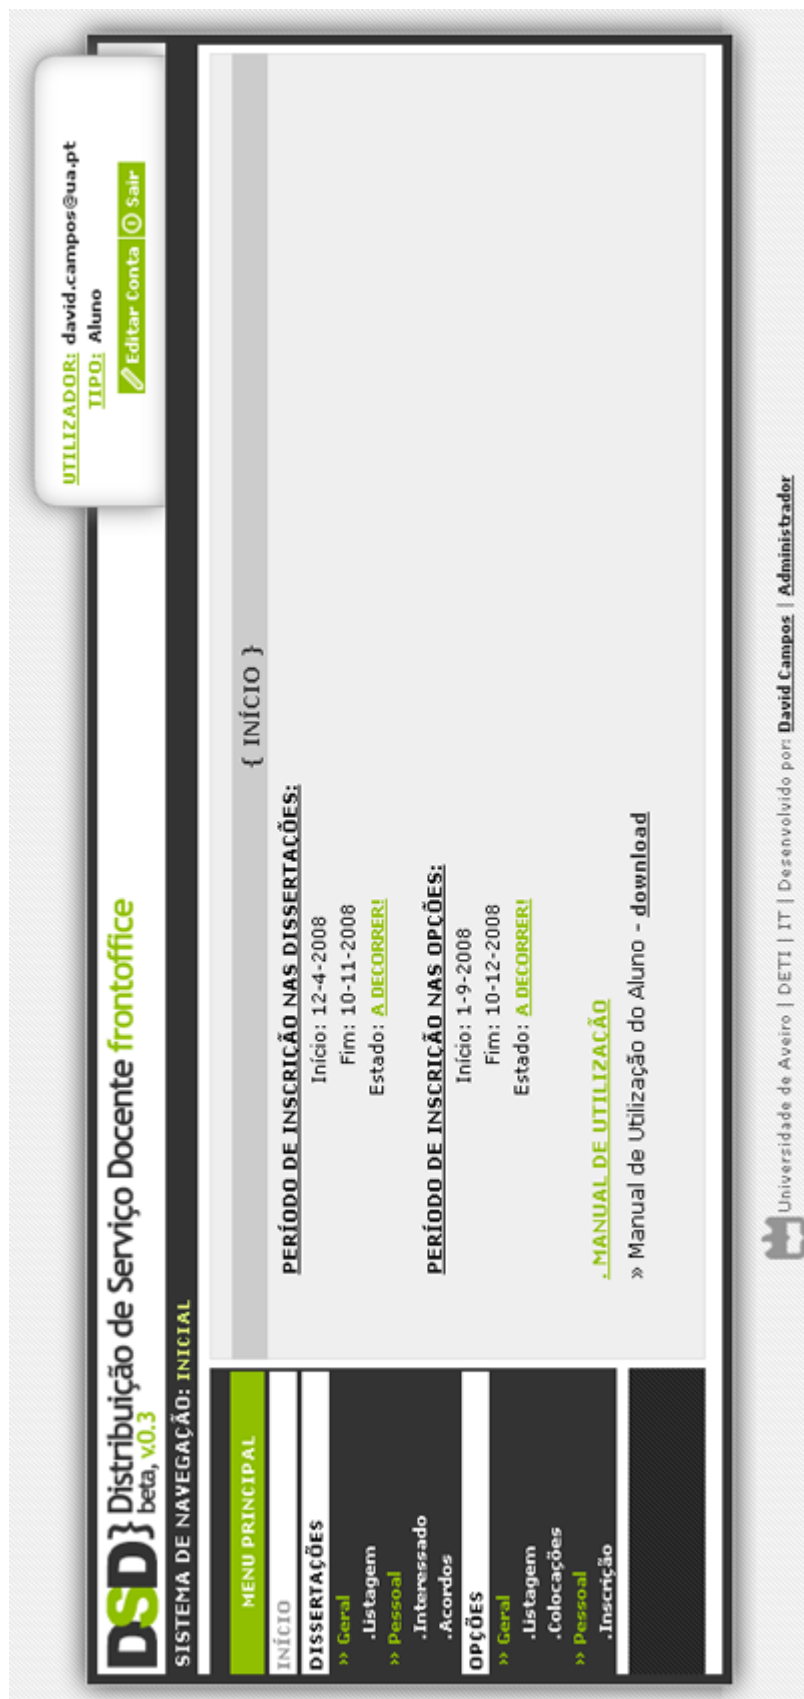 DSD} Distribuição de Serviço Docente frontoffice
beta, v.0.3
UTILIZADOR: david.campos@ua.pt
TIPO: Aluno
Editar Conta | Sair
SISTEMA DE NAVEGAÇÃO: INICIAL
MENU PRINCIPAL
INÍCIO
DISSERTAÇÕES
» Geral
.Listagem
» Pessoal
.Interessado
.Acordos
OPÇÕES
» Geral
.Listagem
.Colocações
» Pessoal
.Inscrição
{ INÍCIO }
PERÍODO DE INSCRIÇÃO NAS DISSERTAÇÕES:
Início: 12-4-2008
Fim: 10-11-2008
Estado: A DECORRER!
PERÍODO DE INSCRIÇÃO NAS OPÇÕES:
Início: 1-9-2008
Fim: 10-12-2008
Estado: A DECORRER!
. MANUAL DE UTILIZAÇÃO
» Manual de Utilização do Aluno - download
Universidade de Aveiro | DETI | IT | Desenvolvido por: David Campos | Administrador